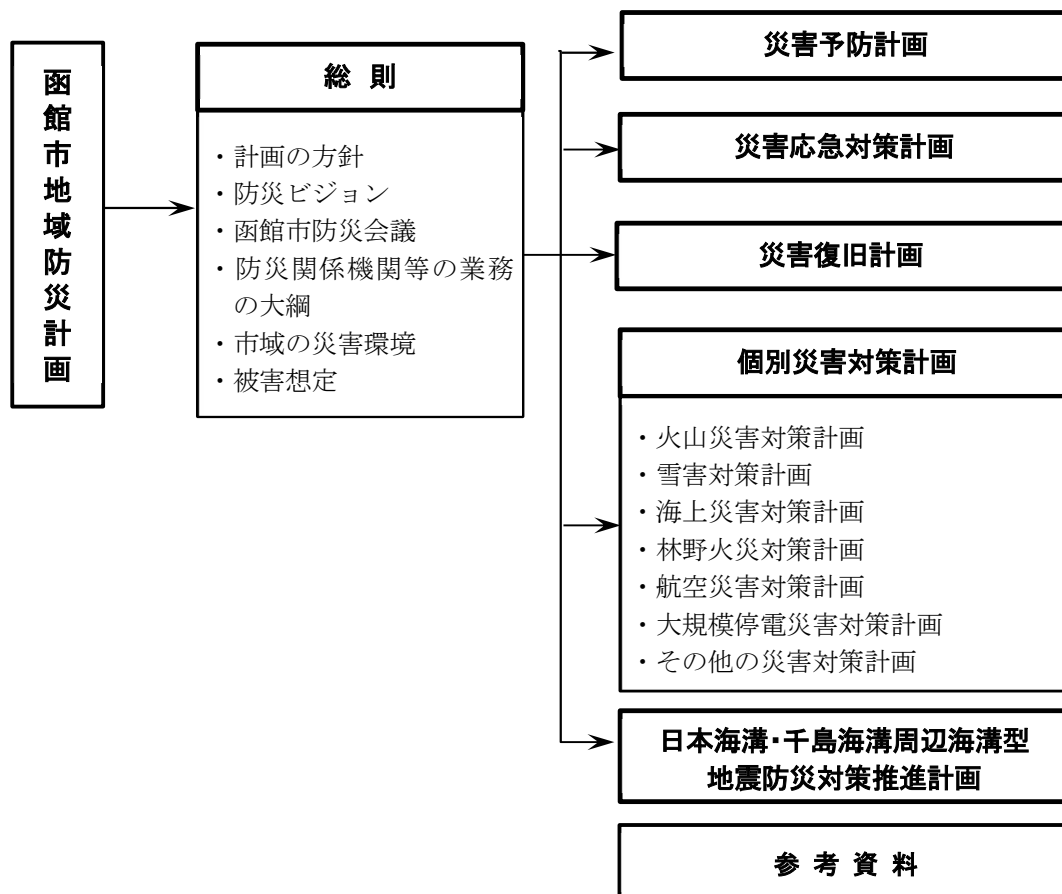 函館市地域防災計画
総 則
・計画の方針
・防災ビジョン
・函館市防災会議
・防災関係機関等の業務
の大綱
・市域の災害環境
・被害想定
災害予防計画
災害応急対策計画
災害復旧計画
個別災害対策計画
・火山災害対策計画
・雪害対策計画
・海上災害対策計画
・林野火災対策計画
・航空災害対策計画
・大規模停電災害対策計画
・その他の災害対策計画
日本海溝・千島海溝周辺海溝型
地震防災対策推進計画
参 考 資 料